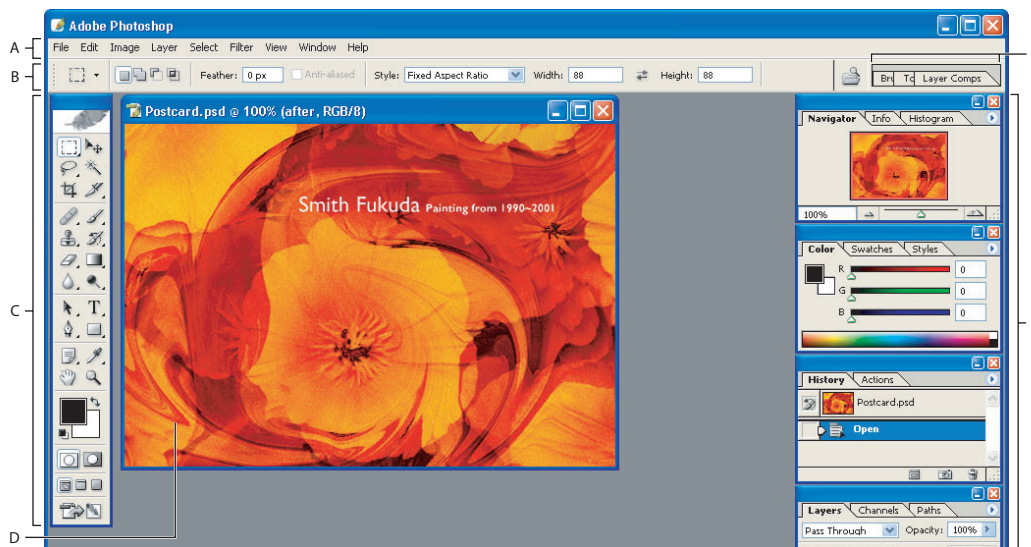 Adobe Photoshop
A
File Edit Image Layer Select Filter View Window Help
B
Feather: 0 px Anti-aliased Style: Fixed Aspect Ratio Width: 88 Height: 88
Bru To Layer Comps
C
Postcard.psd @ 100% (after, RGB/8)
Smith Fukuda Painting from 1990~2001
T
D
Navigator Info Histogram
100%
Color Swatches Styles
R 0
G 0
B 0
History Actions
Postcard.psd
Open
Layers Channels Paths
Pass Through Opacity: 100%